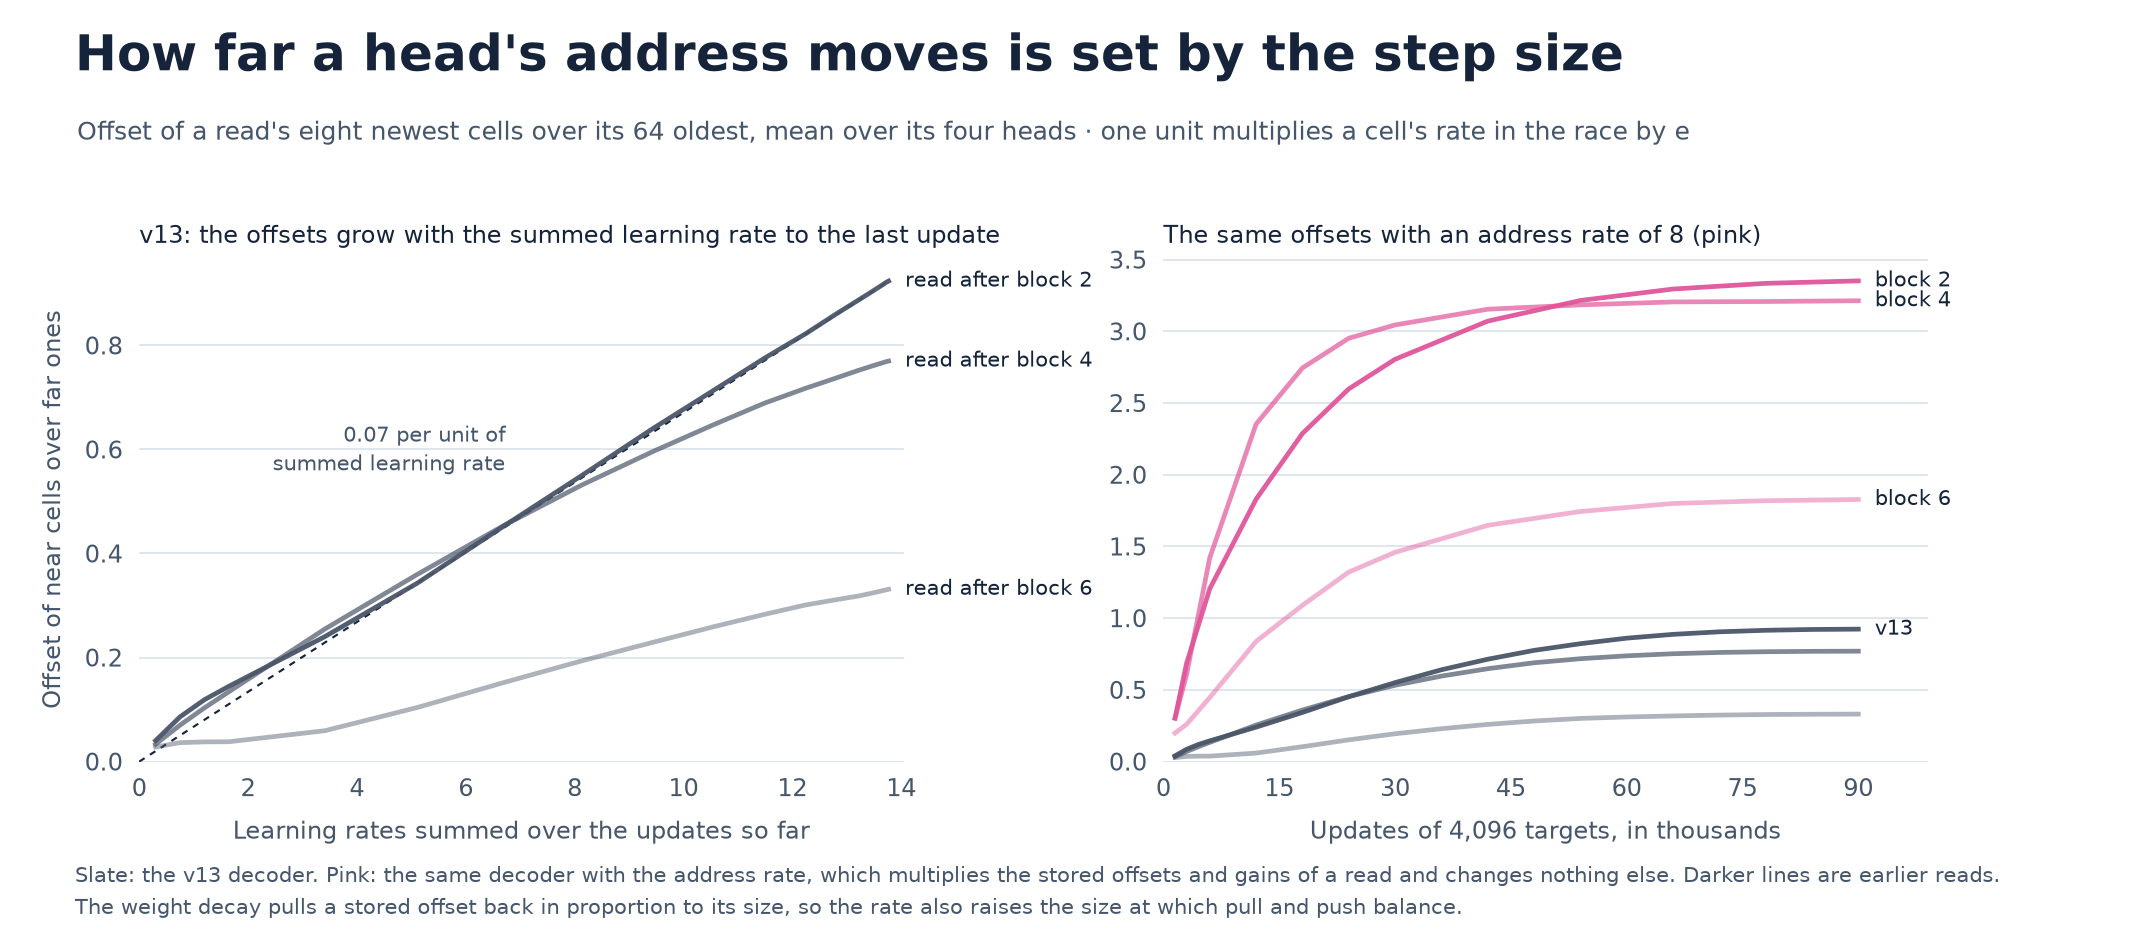 How far a head's address moves is set by the step size
Offset of a read's eight newest cells over its 64 oldest, mean over its four heads · one unit multiplies a cell's rate in the race by e
v13: the offsets grow with the summed learning rate to the last update
Offset of near cells over far ones
0.8
0.6
0.4
0.2
0.0
0.07 per unit of
summed learning rate
read after block 2
read after block 4
read after block 6
0 2 4 6 8 10 12 14
Learning rates summed over the updates so far
The same offsets with an address rate of 8 (pink)
3.5
3.0
2.5
2.0
1.5
1.0
0.5
0.0
block 2
block 4
block 6
v13
0 15 30 45 60 75 90
Updates of 4,096 targets, in thousands
Slate: the v13 decoder. Pink: the same decoder with the address rate, which multiplies the stored offsets and gains of a read and changes nothing else. Darker lines are earlier reads.
The weight decay pulls a stored offset back in proportion to its size, so the rate also raises the size at which pull and push balance.